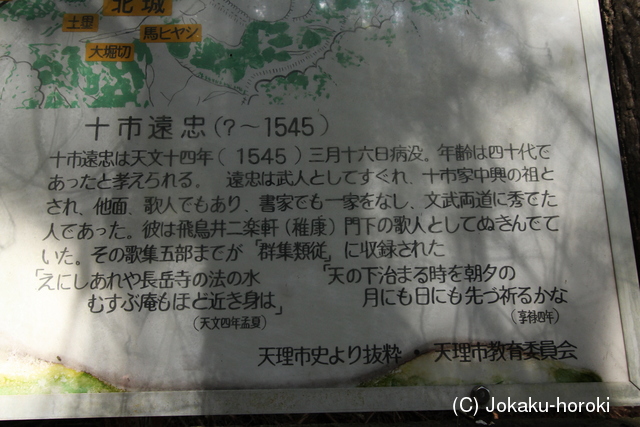 北城
土里
馬ヒヤシ
大堀切
十市遠忠(?～1545)
十市遠忠は天文十四年(1545)三月十六日病没。年齢は四十代で
あったと孝えられる。 遠忠は武人としてすぐれ、十市家中興の祖と
され、他面、歌人でもあり、書家でも一家をなし、文武両道に秀でた
人であった。彼は飛鳥井二楽軒(稚康)門下の歌人としてぬきんでて
いた。その歌集五部までが「群集類従」に収録された
「えにしあれや長岳寺の法の水
むすぶ庵もほど近き身は」
(天文四年孟夏)
「天の下治まる時を朝夕の
月にも日にも先づ祈るかな
(享禄四年)
天理市史より抜粋・天理市教育委員会
(C) Jokaku-horoki